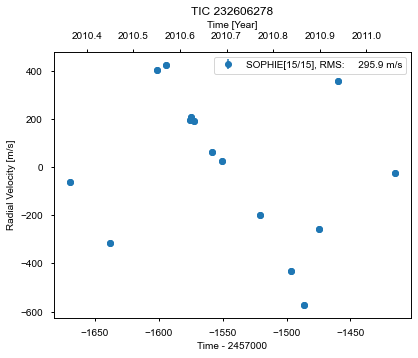 TIC 232606278
Time [Year]
2010.4 2010.5 2010.6 2010.7 2010.8 2010.9 2011.0
SOPHIE[15/15], RMS: 295.9 m/s
400
200
0
−200
−400
−600
Radial Velocity [m/s]
−1650 −1600 −1550 −1500 −1450
Time - 2457000